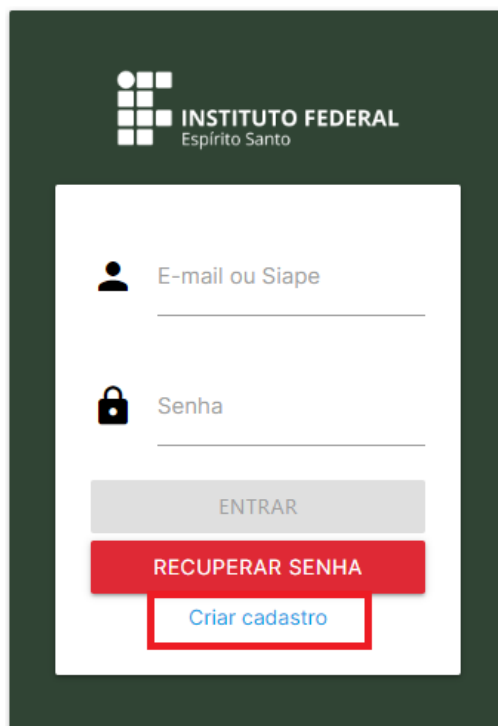 INSTITUTO FEDERAL
Espírito Santo
E-mail ou Siape
Senha
ENTRAR
RECUPERAR SENHA
Criar cadastro